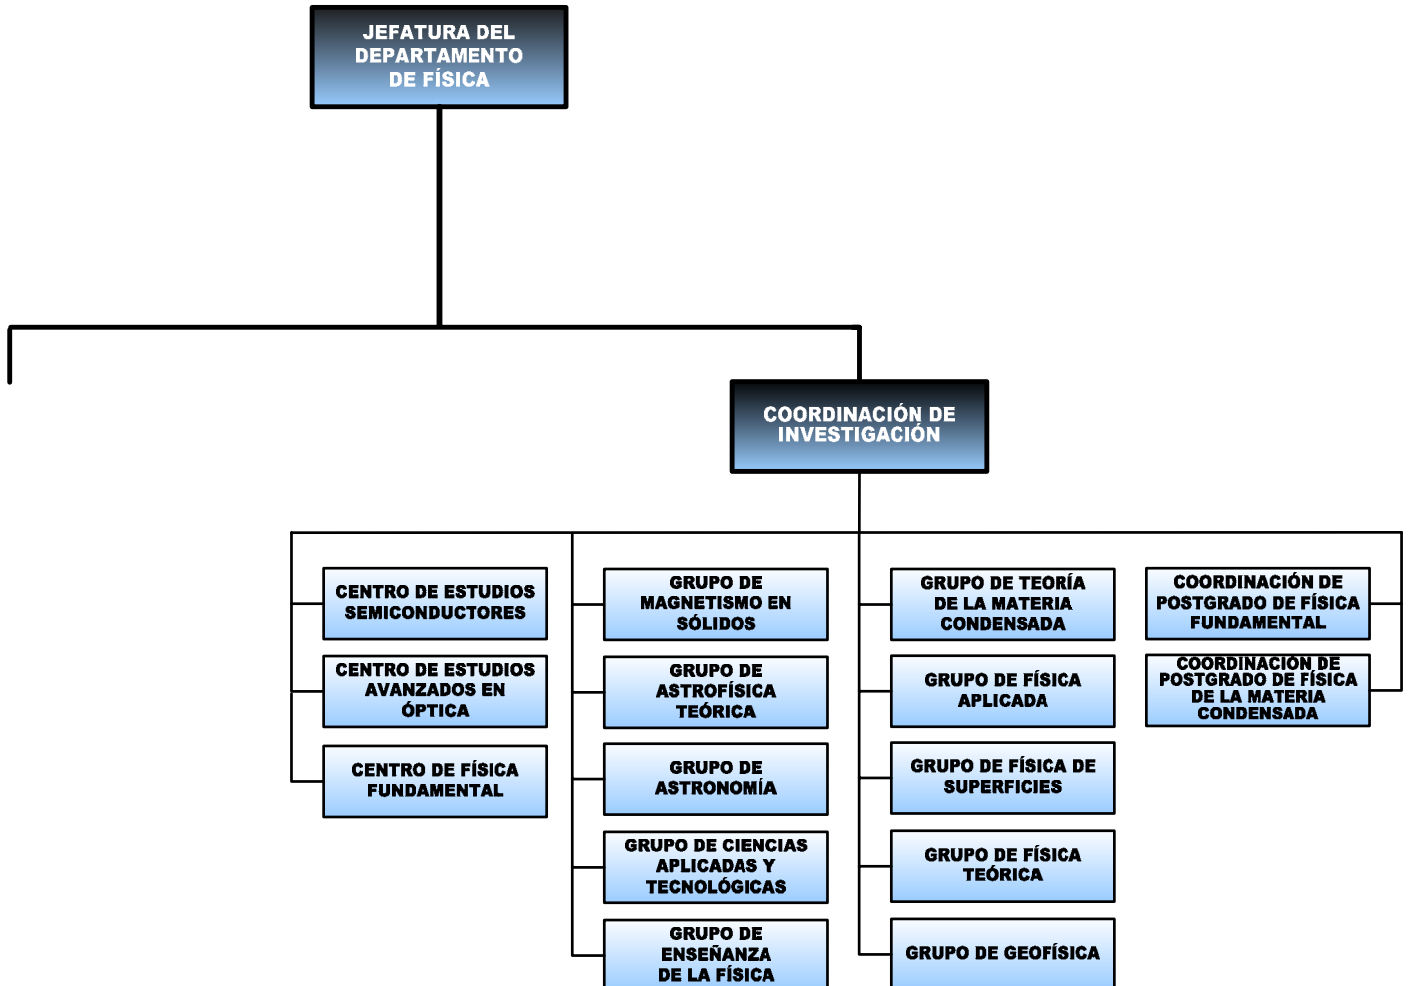 JEFATURA DEL
DEPARTAMENTO
DE FÍSICA
COORDINACIÓN DE
INVESTIGACIÓN
CENTRO DE ESTUDIOS
SEMICONDUCTORES
CENTRO DE ESTUDIOS
AVANZADOS EN
ÓPTICA
CENTRO DE FÍSICA
FUNDAMENTAL
GRUPO DE
MAGNETISMO EN
SÓLIDOS
GRUPO DE
ASTROFÍSICA
TEÓRICA
GRUPO DE
ASTRONOMÍA
GRUPO DE CIENCIAS
APLICADAS Y
TECNOLÓGICAS
GRUPO DE
ENSEÑANZA
DE LA FÍSICA
GRUPO DE TEORÍA
DE LA MATERIA
CONDENSADA
GRUPO DE FÍSICA
APLICADA
GRUPO DE FÍSICA DE
SUPERFICIES
GRUPO DE FÍSICA
TEÓRICA
GRUPO DE GEOFÍSICA
COORDINACIÓN DE
POSTGRADO DE FÍSICA
FUNDAMENTAL
COORDINACIÓN DE
POSTGRADO DE FÍSICA
DE LA MATERIA
CONDENSADA